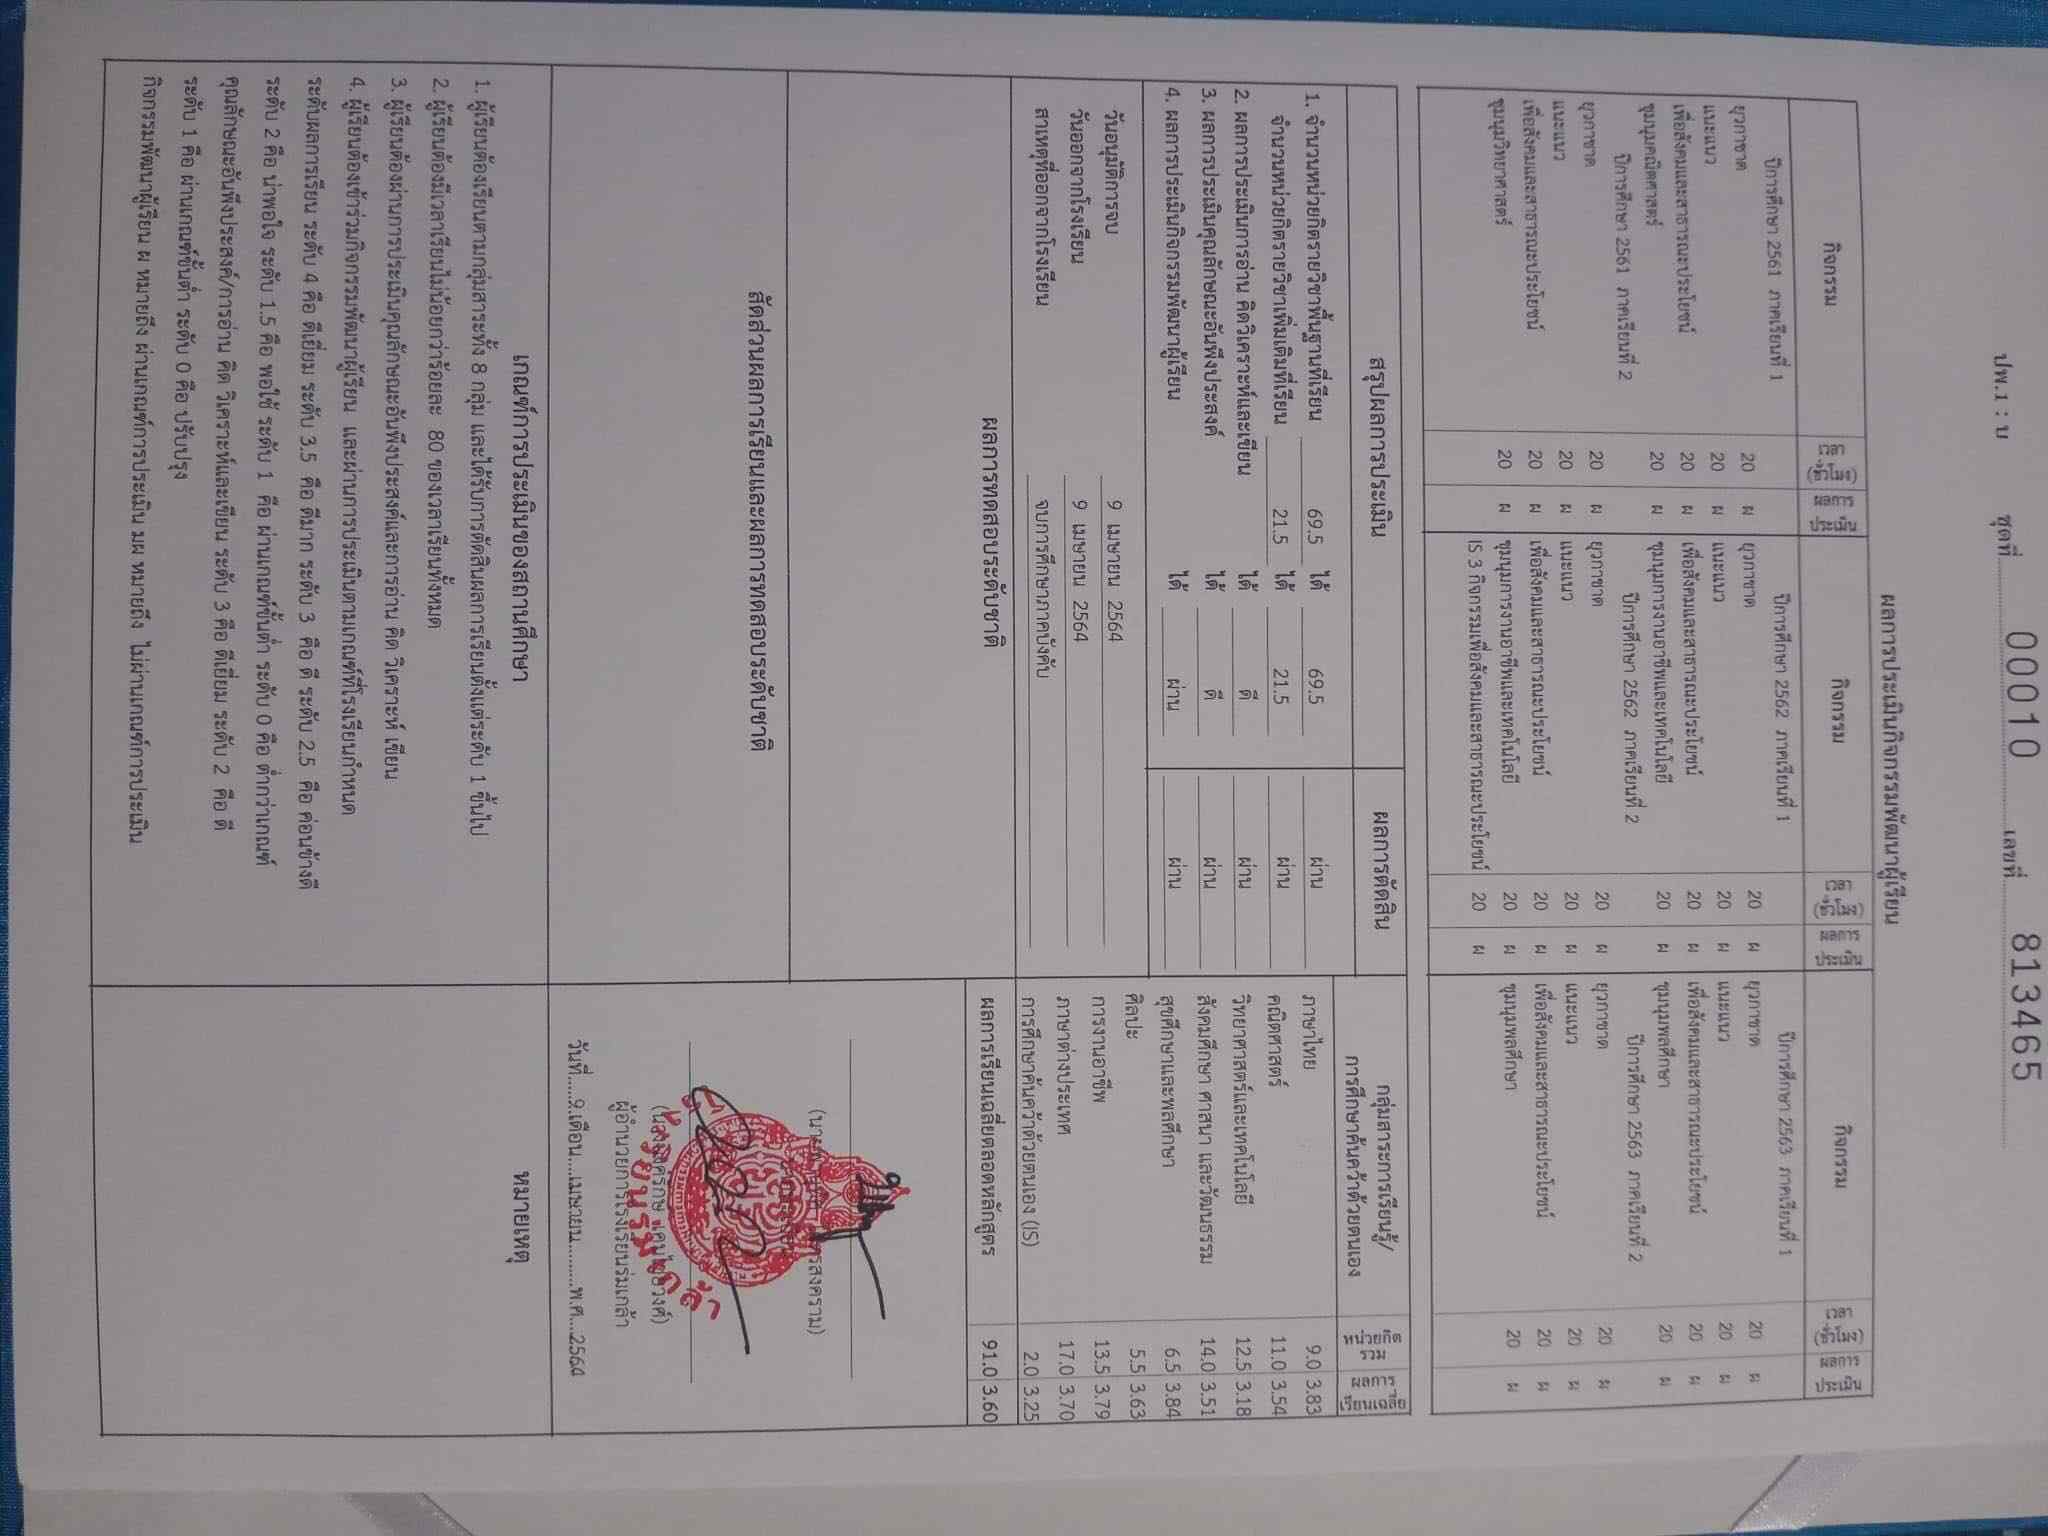 ปพ.1 : บ ชุดที่ 00010 เลขที่ 813465
ผลการประเมินกิจกรรมพัฒนาผู้เรียน
กิจกรรม เวลา (ชั่วโมง) ผลการประเมิน กิจกรรม เวลา (ชั่วโมง) ผลการประเมิน กิจกรรม เวลา (ชั่วโมง) ผลการประเมิน
ปีการศึกษา 2561 ภาคเรียนที่ 1 ปีการศึกษา 2562 ภาคเรียนที่ 1 ปีการศึกษา 2563 ภาคเรียนที่ 1
ยุวกาชาด 20 ผ ยุวกาชาด 20 ผ ยุวกาชาด 20 ผ
แนะแนว 20 ผ แนะแนว 20 ผ แนะแนว 20 ผ
เพื่อสังคมและสาธารณะประโยชน์ 20 ผ เพื่อสังคมและสาธารณะประโยชน์ 20 ผ เพื่อสังคมและสาธารณะประโยชน์ 20 ผ
ชุมนุมคณิตศาสตร์ 20 ผ ชุมนุมการงานอาชีพและเทคโนโลยี 20 ผ ชุมนุมพลศึกษา 20 ผ
ปีการศึกษา 2561 ภาคเรียนที่ 2 ปีการศึกษา 2562 ภาคเรียนที่ 2 ปีการศึกษา 2563 ภาคเรียนที่ 2
ยุวกาชาด 20 ผ ยุวกาชาด 20 ผ ยุวกาชาด 20 ผ
แนะแนว 20 ผ แนะแนว 20 ผ แนะแนว 20 ผ
เพื่อสังคมและสาธารณะประโยชน์ 20 ผ เพื่อสังคมและสาธารณะประโยชน์ 20 ผ เพื่อสังคมและสาธารณะประโยชน์ 20 ผ
ชุมนุมวิทยาศาสตร์ 20 ผ ชุมนุมการงานอาชีพและเทคโนโลยี 20 ผ ชุมนุมพลศึกษา 20 ผ
IS 3 กิจกรรมเพื่อสังคมและสาธารณะประโยชน์ 20 ผ
สรุปผลการประเมิน ผลการตัดสิน
1. จำนวนหน่วยกิตรายวิชาพื้นฐานที่เรียน 69.5 ได้ 69.5 ผ่าน
จำนวนหน่วยกิตรายวิชาเพิ่มเติมที่เรียน 21.5 ได้ 21.5 ผ่าน
2. ผลการประเมินการอ่าน คิดวิเคราะห์และเขียน ได้ ดี ผ่าน
3. ผลการประเมินคุณลักษณะอันพึงประสงค์ ได้ ดี ผ่าน
4. ผลการประเมินกิจกรรมพัฒนาผู้เรียน ได้ ผ่าน ผ่าน
วันอนุมัติการจบ 9 เมษายน 2564
วันออกจากโรงเรียน 9 เมษายน 2564
สาเหตุที่ออกจากโรงเรียน จบการศึกษาภาคบังคับ
ผลการทดสอบระดับชาติ
สัดส่วนผลการเรียนและผลการทดสอบระดับชาติ
เกณฑ์การประเมินของสถานศึกษา
1. ผู้เรียนต้องเรียนตามกลุ่มสาระทั้ง 8 กลุ่ม และได้รับการตัดสินผลการเรียนตั้งแต่ระดับ 1 ขึ้นไป
2. ผู้เรียนต้องมีเวลาเรียนไม่น้อยกว่าร้อยละ 80 ของเวลาเรียนทั้งหมด
3. ผู้เรียนต้องผ่านการประเมินคุณลักษณะอันพึงประสงค์และการอ่าน คิด วิเคราะห์ เขียน
4. ผู้เรียนต้องเข้าร่วมกิจกรรมพัฒนาผู้เรียน และผ่านการประเมินตามเกณฑ์ที่โรงเรียนกำหนด
ระดับผลการเรียน ระดับ 4 คือ ดีเยี่ยม ระดับ 3.5 คือ ดีมาก ระดับ 3 คือ ดี ระดับ 2.5 คือ ค่อนข้างดี
ระดับ 2 คือ น่าพอใจ ระดับ 1.5 คือ พอใช้ ระดับ 1 คือ ผ่านเกณฑ์ขั้นต่ำ ระดับ 0 คือ ต่ำกว่าเกณฑ์
คุณลักษณะอันพึงประสงค์/การอ่าน คิด วิเคราะห์และเขียน ระดับ 3 คือ ดีเยี่ยม ระดับ 2 คือ ดี
ระดับ 1 คือ ผ่านเกณฑ์ขั้นต่ำ ระดับ 0 คือ ปรับปรุง
กิจกรรมพัฒนาผู้เรียน ผ หมายถึง ผ่านเกณฑ์การประเมิน มผ หมายถึง ไม่ผ่านเกณฑ์การประเมิน
กลุ่มสาระการเรียนรู้/ การศึกษาค้นคว้าด้วยตนเอง หน่วยกิตรวม ผลการเรียนเฉลี่ย
ภาษาไทย 9.0 3.83
คณิตศาสตร์ 11.0 3.54
วิทยาศาสตร์และเทคโนโลยี 12.5 3.18
สังคมศึกษา ศาสนา และวัฒนธรรม 14.0 3.51
สุขศึกษาและพลศึกษา 6.5 3.84
ศิลปะ 5.5 3.63
การงานอาชีพ 13.5 3.79
ภาษาต่างประเทศ 17.0 3.70
การศึกษาค้นคว้าด้วยตนเอง (IS) 2.0 3.25
ผลการเรียนเฉลี่ยตลอดหลักสูตร 91.0 3.60
ผู้อำนวยการโรงเรียนร่มเกล้า
วันที่.....9.เดือน.....เมษายน..........พ.ศ....2564
หมายเหตุ